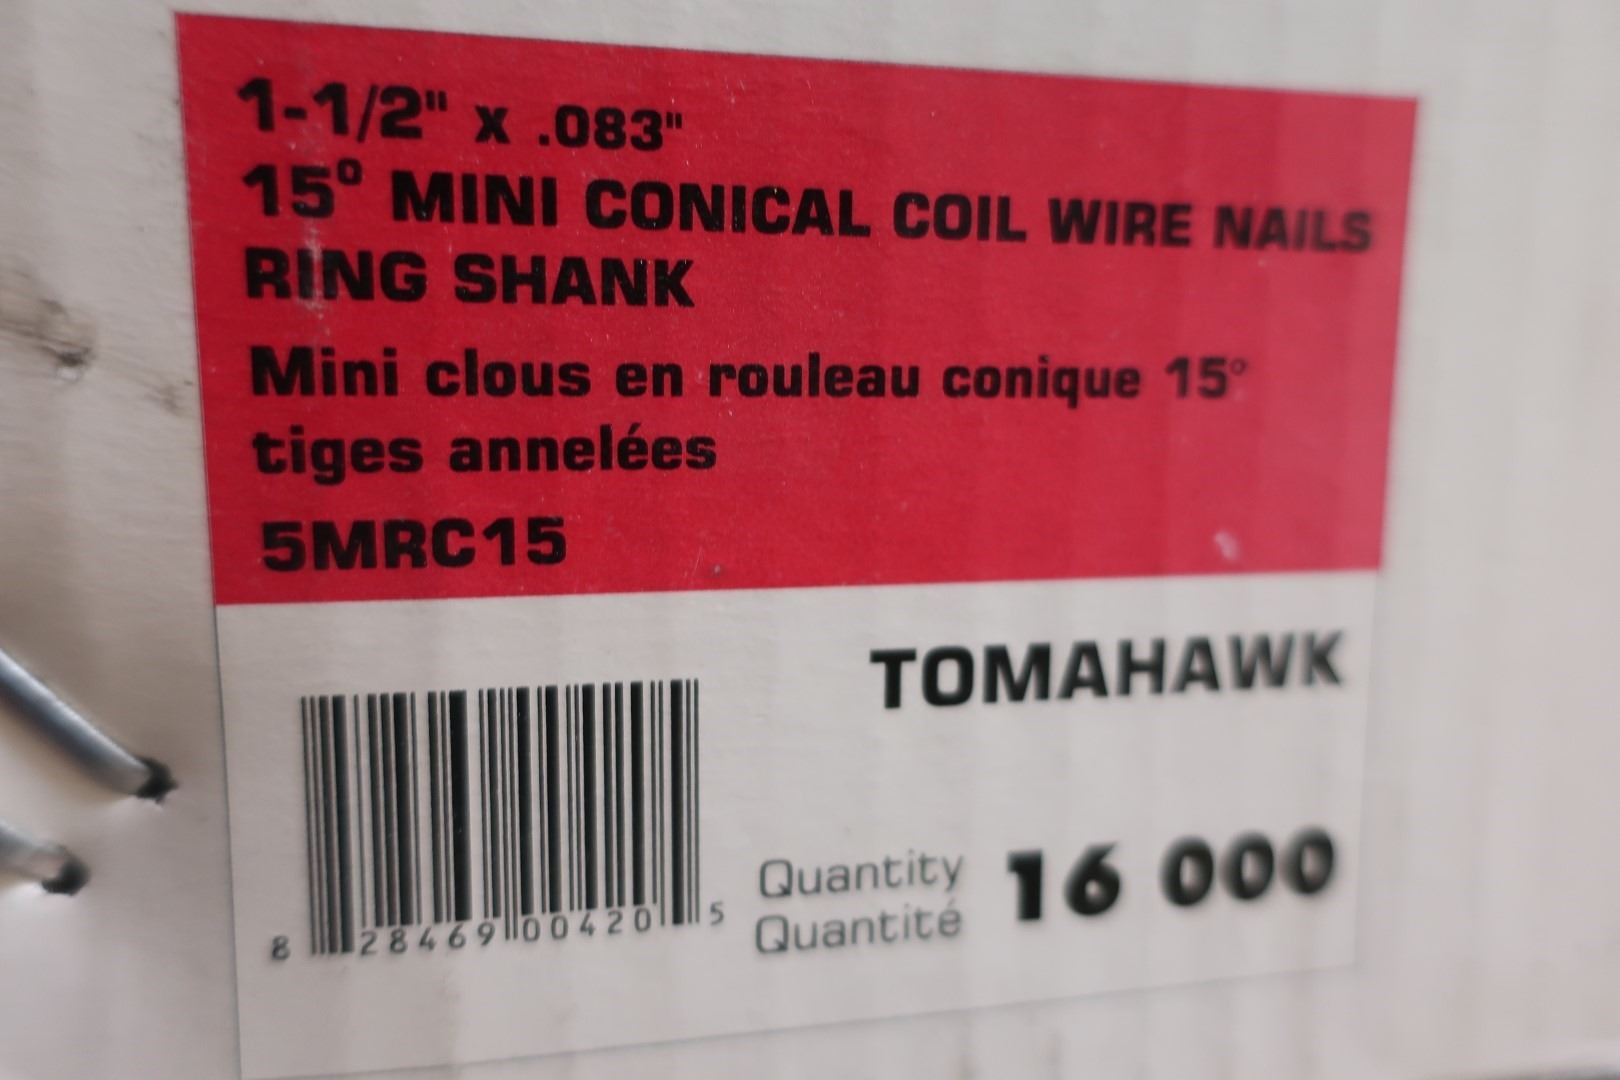 1-1/2" x .083"
15° MINI CONICAL COIL WIRE NAILS
RING SHANK
Mini clous en rouleau conique 15°
tiges annelées
5MRC15
TOMAHAWK
Quantity
Quantité
16 000
8 28469 00420 5